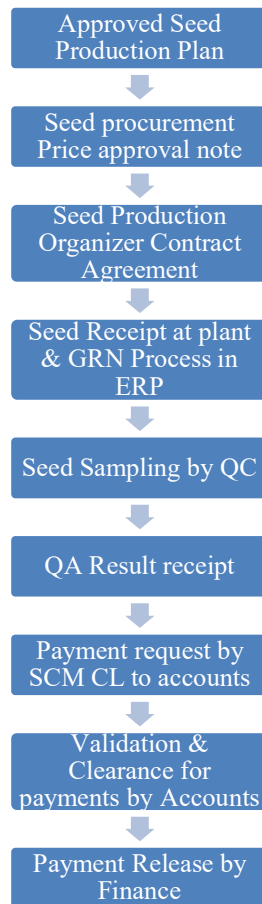 Approved Seed
Production Plan
Seed procurement
Price approval note
Seed Production
Organizer Contract
Agreement
Seed Receipt at plant
& GRN Process in
ERP
Seed Sampling by QC
QA Result receipt
Payment request by
SCM CL to accounts
Validation &
Clearance for
payments by Accounts
Payment Release by
Finance